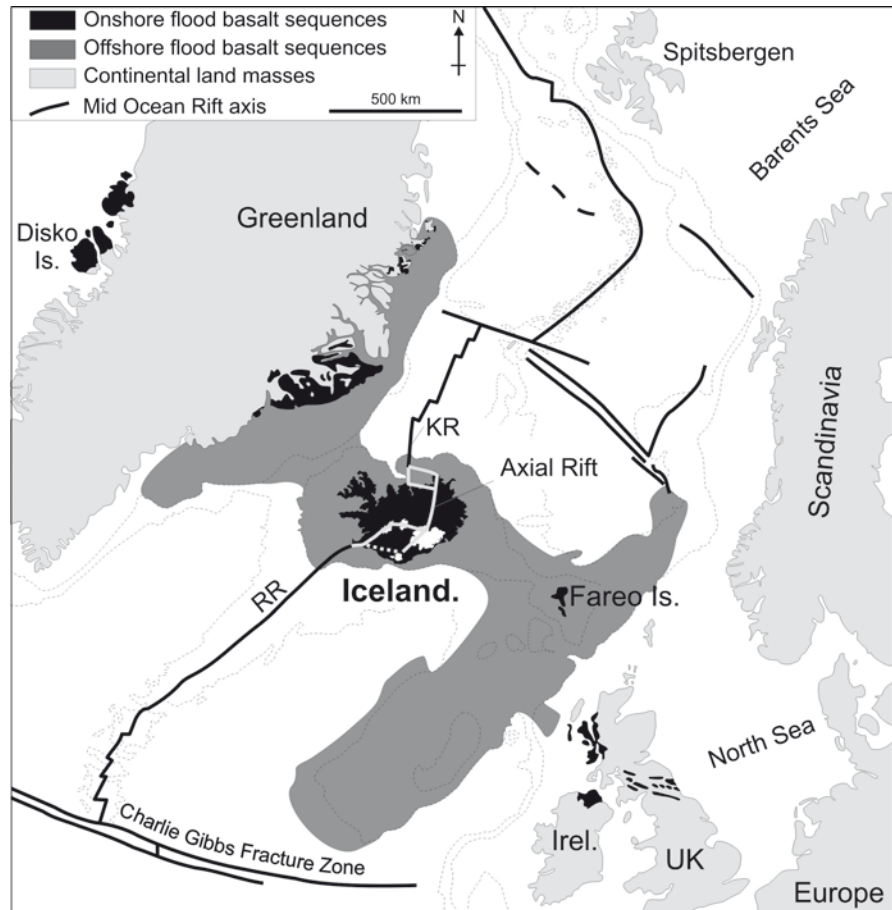 Onshore flood basalt sequences
Offshore flood basalt sequences
Continental land masses
Mid Ocean Rift axis
N
500 km
Spitsbergen
Barents Sea
Greenland
Disko
Is.
Scandinavia
KR
Axial Rift
Iceland.
RR
Fareo Is.
North Sea
Charlie Gibbs Fracture Zone
Irel.
UK
Europe